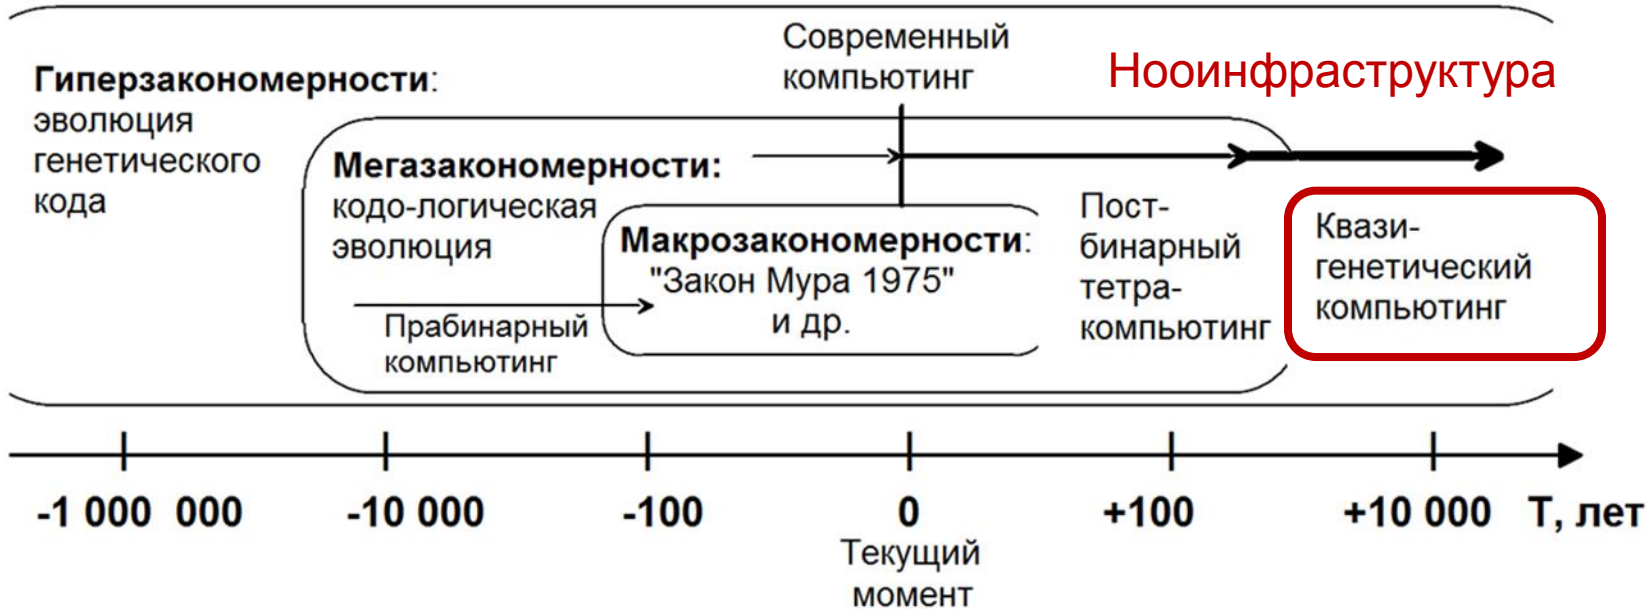 Современный
компьютинг
Нооинфраструктура
Гиперзакономерности:
эволюция
генетического
кода
Мегазакономерности:
кодо-логическая
эволюция
Прабинарный
компьютинг
Макрозакономерности:
"Закон Мура 1975"
и др.
Пост-
бинарный
тетра-
компьютинг
Квази-
генетический
компьютинг
-1 000 000 -10 000 -100 0 +100 +10 000 Т, лет
Текущий
момент